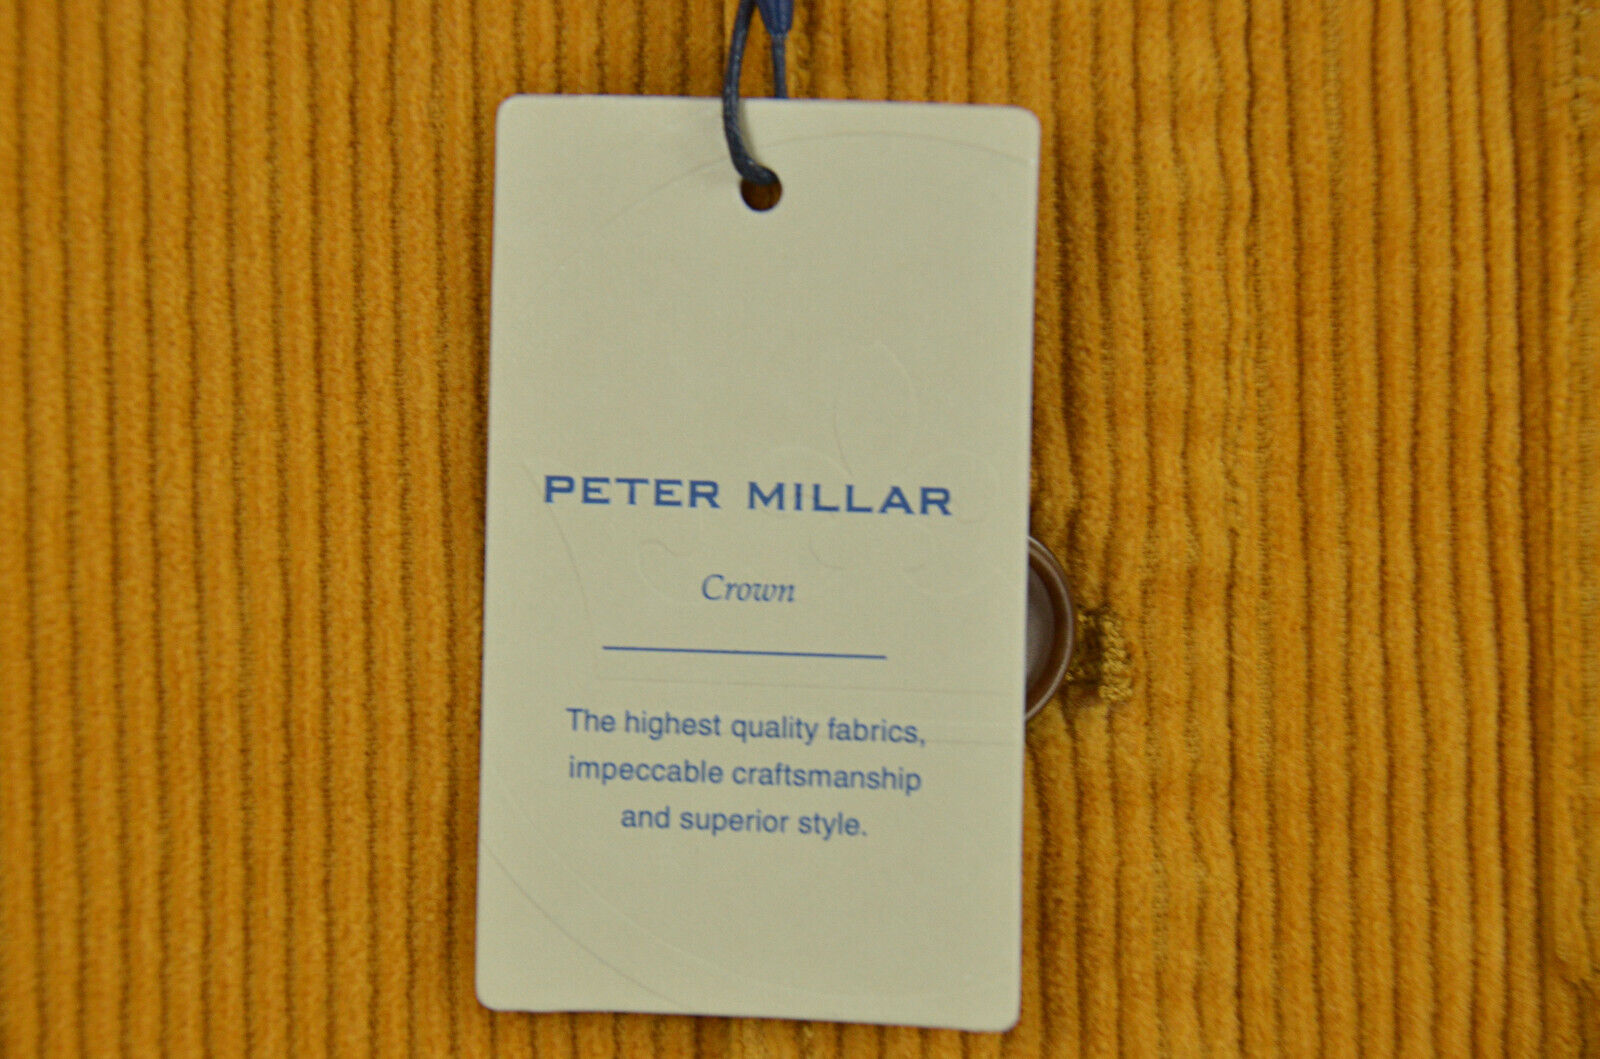 PETER MILLAR
Crown
The highest quality fabrics,
impeccable craftsmanship
and superior style.